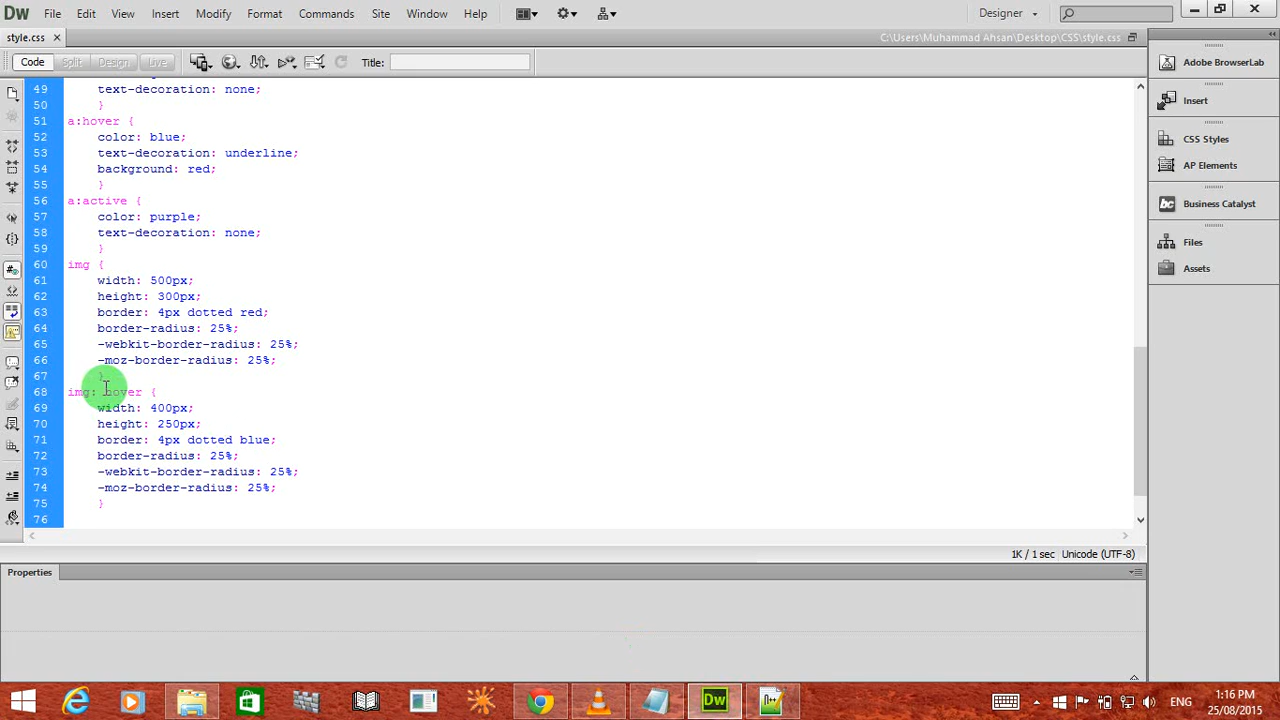 Dw File Edit View Insert Modify Format Commands Site Window Help Designer
style.css × C:\Users\Muhammad Ahsan\Desktop\CSS\style.css
Code Split Design Live Title:
49 text-decoration: none;
50 }
51 a:hover {
52 color: blue;
53 text-decoration: underline;
54 background: red;
55 }
56 a:active {
57 color: purple;
58 text-decoration: none;
59 }
60 img {
61 width: 500px;
62 height: 300px;
63 border: 4px dotted red;
64 border-radius: 25%;
65 -webkit-border-radius: 25%;
66 -moz-border-radius: 25%;
67 }
68 img: hover {
69 width: 400px;
70 height: 250px;
71 border: 4px dotted blue;
72 border-radius: 25%;
73 -webkit-border-radius: 25%;
74 -moz-border-radius: 25%;
75 }
76
1K / 1 sec Unicode (UTF-8)
Properties
Adobe BrowserLab
Insert
CSS Styles
AP Elements
bc Business Catalyst
Files
Assets
Dw
ENG
1:16 PM
25/08/2015